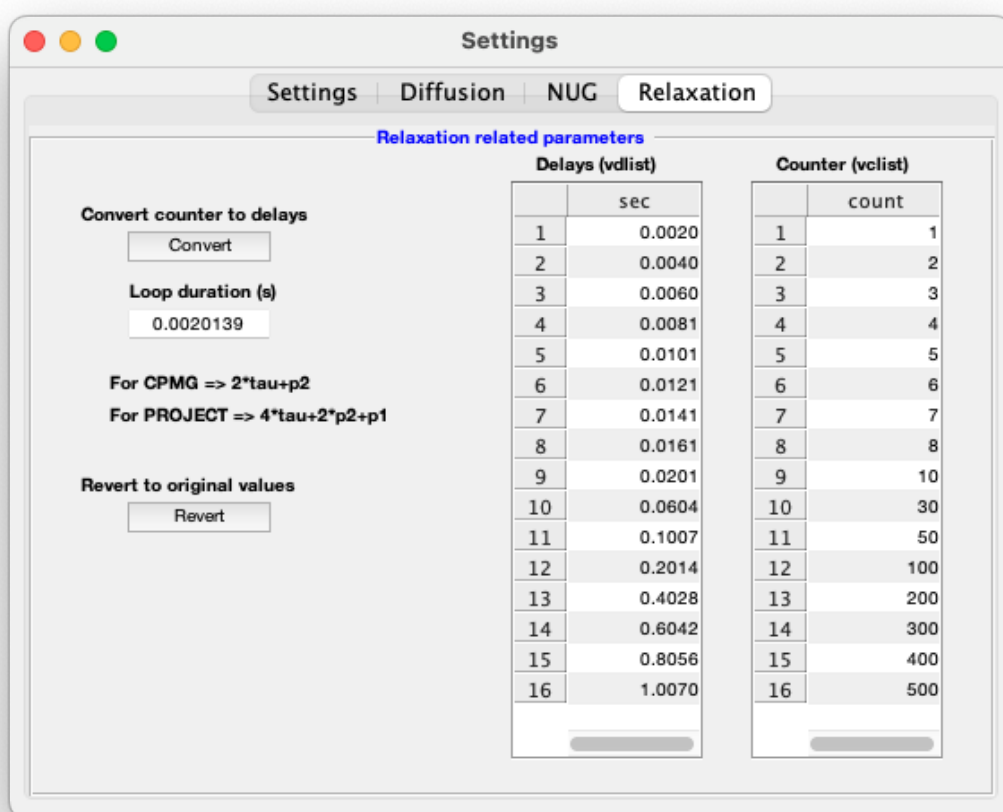 Settings
Settings Diffusion NUG Relaxation
Relaxation related parameters
Convert counter to delays
Convert
Loop duration (s)
0.0020139
For CPMG => 2*tau+p2
For PROJECT => 4*tau+2*p2+p1
Revert to original values
Revert
Delays (vdlist)
sec
1 0.0020
2 0.0040
3 0.0060
4 0.0081
5 0.0101
6 0.0121
7 0.0141
8 0.0161
9 0.0201
10 0.0604
11 0.1007
12 0.2014
13 0.4028
14 0.6042
15 0.8056
16 1.0070
Counter (vclist)
count
1 1
2 2
3 3
4 4
5 5
6 6
7 7
8 8
9 10
10 30
11 50
12 100
13 200
14 300
15 400
16 500